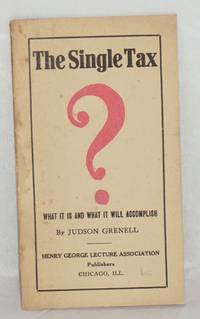 The Single Tax
?
WHAT IT IS AND WHAT IT WILL ACCOMPLISH
By JUDSON GRENELL
HENRY GEORGE LECTURE ASSOCIATION
Publishers
CHICAGO, ILL.